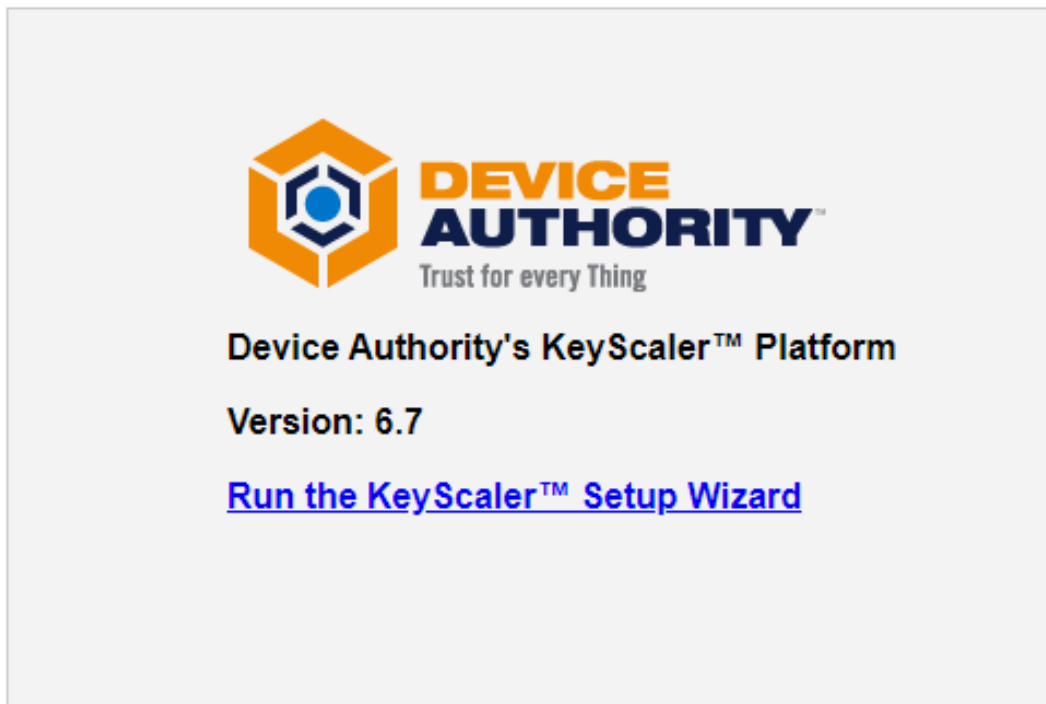 DEVICE
AUTHORITY™
Trust for every Thing
Device Authority's KeyScaler™ Platform
Version: 6.7
Run the KeyScaler™ Setup Wizard